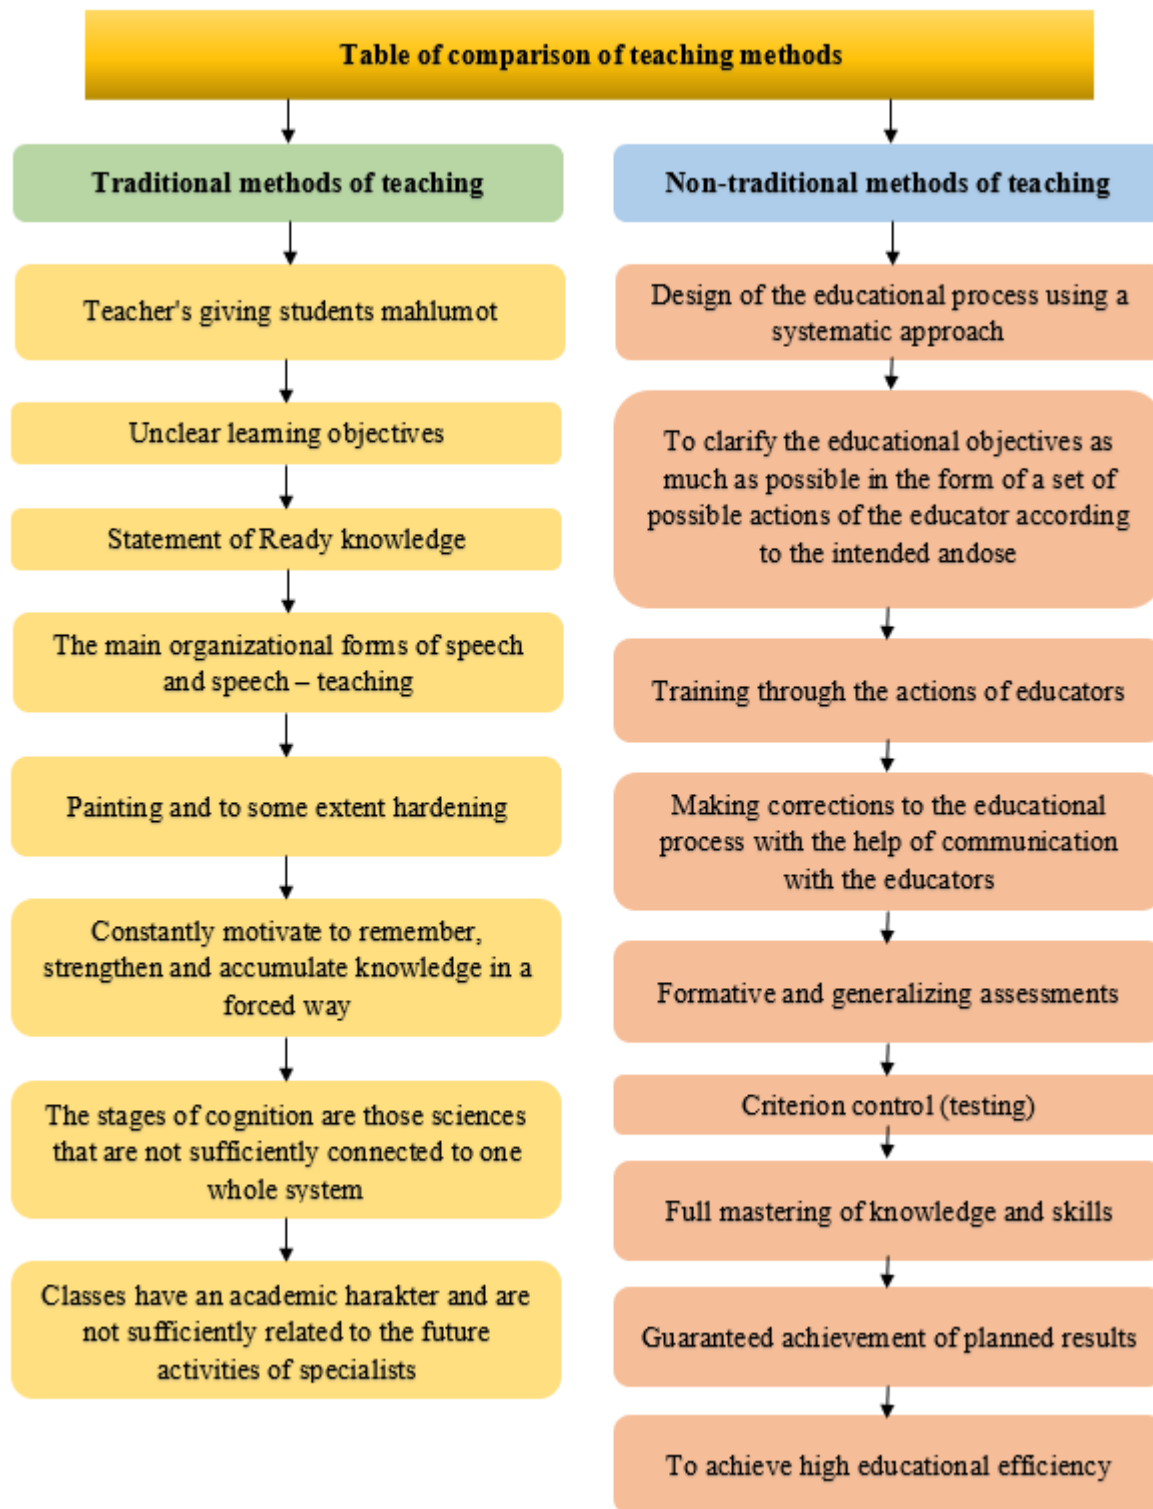 Table of comparison of teaching methods
Traditional methods of teaching
Teacher's giving students mahlumot
Unclear learning objectives
Statement of Ready knowledge
The main organizational forms of speech
and speech – teaching
Painting and to some extent hardening
Constantly motivate to remember,
strengthen and accumulate knowledge in a
forced way
The stages of cognition are those sciences
that are not sufficiently connected to one
whole system
Classes have an academic harakter and are
not sufficiently related to the future
activities of specialists
Non-traditional methods of teaching
Design of the educational process using a
systematic approach
To clarify the educational objectives as
much as possible in the form of a set of
possible actions of the educator according
to the intended andose
Training through the actions of educators
Making corrections to the educational
process with the help of communication
with the educators
Formative and generalizing assessments
Criterion control (testing)
Full mastering of knowledge and skills
Guaranteed achievement of planned results
To achieve high educational efficiency